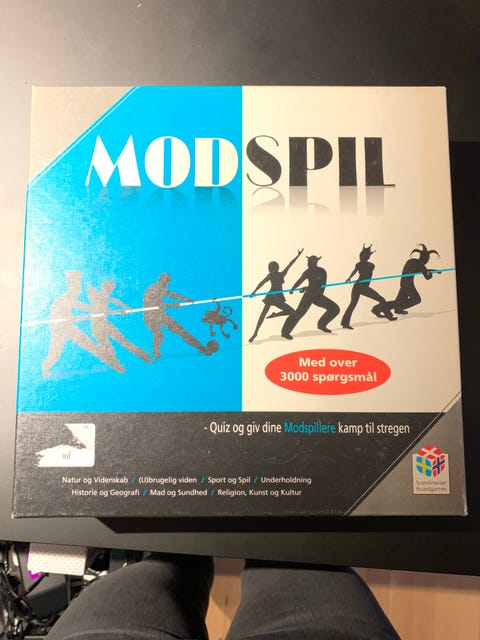 MODSPIL
Med over
3000 spørgsmål
- Quiz og giv dine Modspillere kamp til stregen
Natur og Videnskab / (U)brugelig viden / Sport og Spil / Underholdning
Historie og Geografi / Mad og Sundhed / Religion, Kunst og Kultur
Scandinavian
Boardgames